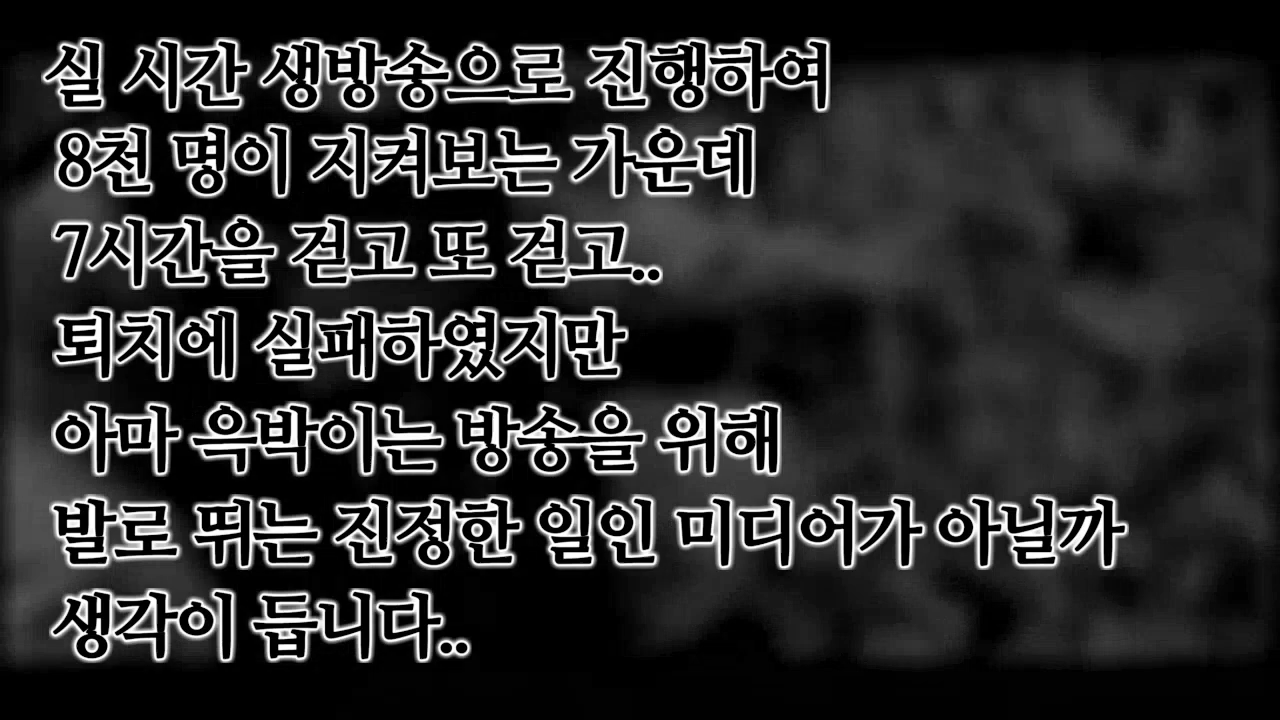 실 시간 생방송으로 진행하여
8천 명이 지켜보는 가운데
7시간을 걷고 또 걷고..
퇴치에 실패하였지만
아마 윽박이는 방송을 위해
발로 뛰는 진정한 일인 미디어가 아닐까
생각이 듭니다..